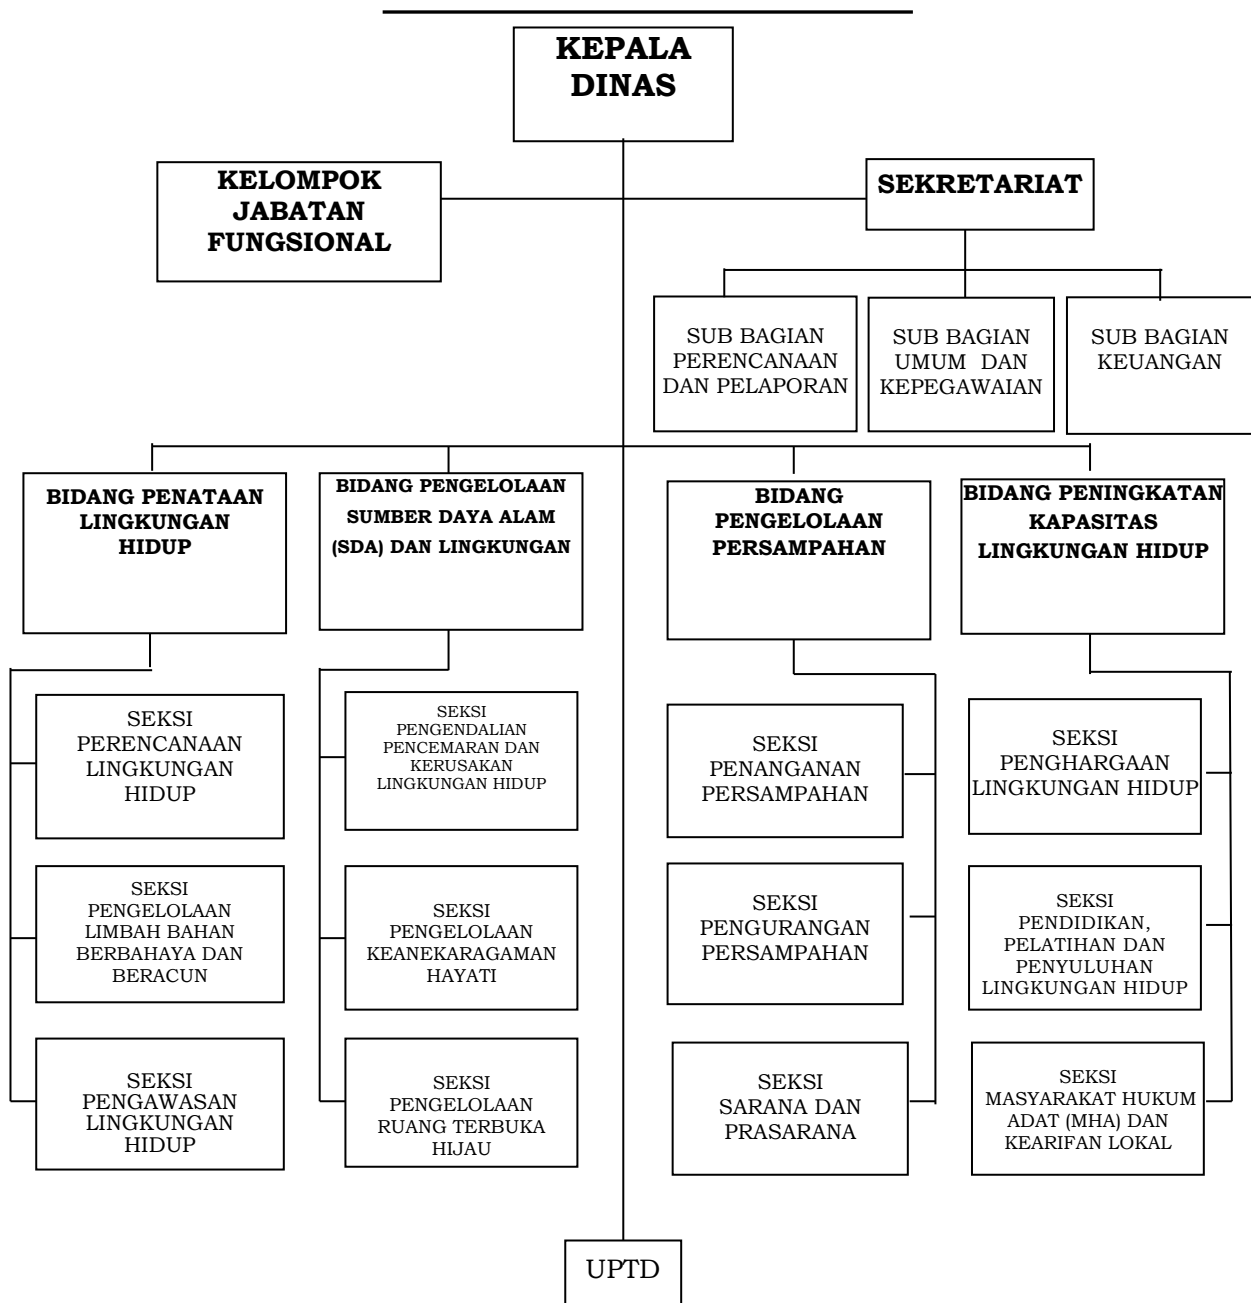 KEPALA
DINAS
KELOMPOK
JABATAN
FUNGSIONAL
SEKRETARIAT
SUB BAGIAN
PERENCANAAN
DAN PELAPORAN
SUB BAGIAN
UMUM DAN
KEPEGAWAIAN
SUB BAGIAN
KEUANGAN
BIDANG PENATAAN
LINGKUNGAN
HIDUP
BIDANG PENGELOLAAN
SUMBER DAYA ALAM
(SDA) DAN LINGKUNGAN
BIDANG
PENGELOLAAN
PERSAMPAHAN
BIDANG PENINGKATAN
KAPASITAS
LINGKUNGAN HIDUP
SEKSI
PERENCANAAN
LINGKUNGAN
HIDUP
SEKSI
PENGENDALIAN
PENCEMARAN DAN
KERUSAKAN
LINGKUNGAN HIDUP
SEKSI
PENANGANAN
PERSAMPAHAN
SEKSI
PENGHARGAAN
LINGKUNGAN HIDUP
SEKSI
PENGELOLAAN
LIMBAH BAHAN
BERBAHAYA DAN
BERACUN
SEKSI
PENGELOLAAN
KEANEKARAGAMAN
HAYATI
SEKSI
PENGURANGAN
PERSAMPAHAN
SEKSI
PENDIDIKAN,
PELATIHAN DAN
PENYULUHAN
LINGKUNGAN HIDUP
SEKSI
PENGAWASAN
LINGKUNGAN
HIDUP
SEKSI
PENGELOLAAN
RUANG TERBUKA
HIJAU
SEKSI
SARANA DAN
PRASARANA
SEKSI
MASYARAKAT HUKUM
ADAT (MHA) DAN
KEARIFAN LOKAL
UPTD